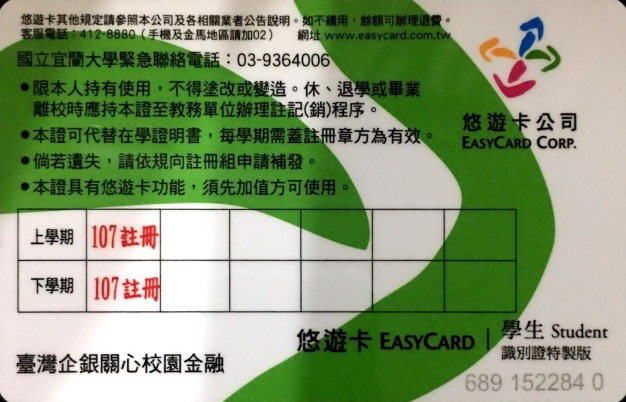 悠遊卡其他規定請參照本公司及各相關業者公告說明。如不續用，餘額可辦理退費。
客服電話：412-8880（手機及金馬地區請加02） 網址 www.easycard.com.tw
國立宜蘭大學緊急聯絡電話：03-9364006
●限本人持有使用，不得塗改或變造。休、退學或畢業
離校時應持本證至教務單位辦理註記(銷)程序。
●本證可代替在學證明書，每學期需蓋註冊章方為有效。
●倘若遺失，請依規向註冊組申請補發。
●本證具有悠遊卡功能，須先加值方可使用。
悠遊卡公司
EASYCARD CORP.
上學期 107註冊
下學期 107註冊
悠遊卡 EASYCARD | 學生 Student
識別證特製版
臺灣企銀關心校園金融
689 152284 0